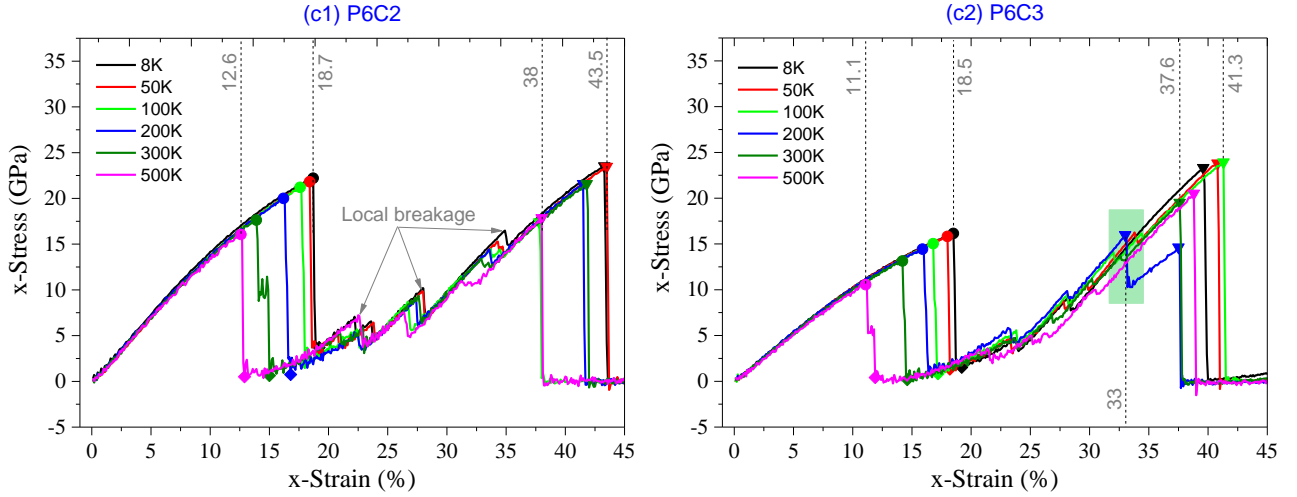 (c1) P6C2
35
30
25
20
15
10
5
0
-5
x-Stress (GPa)
8K
50K
100K
200K
300K
500K
12.6
18.7
38
43.5
Local breakage
0 5 10 15 20 25 30 35 40 45
x-Strain (%)
(c2) P6C3
35
30
25
20
15
10
5
0
-5
x-Stress (GPa)
8K
50K
100K
200K
300K
500K
11.1
18.5
37.6
41.3
33
0 5 10 15 20 25 30 35 40 45
x-Strain (%)